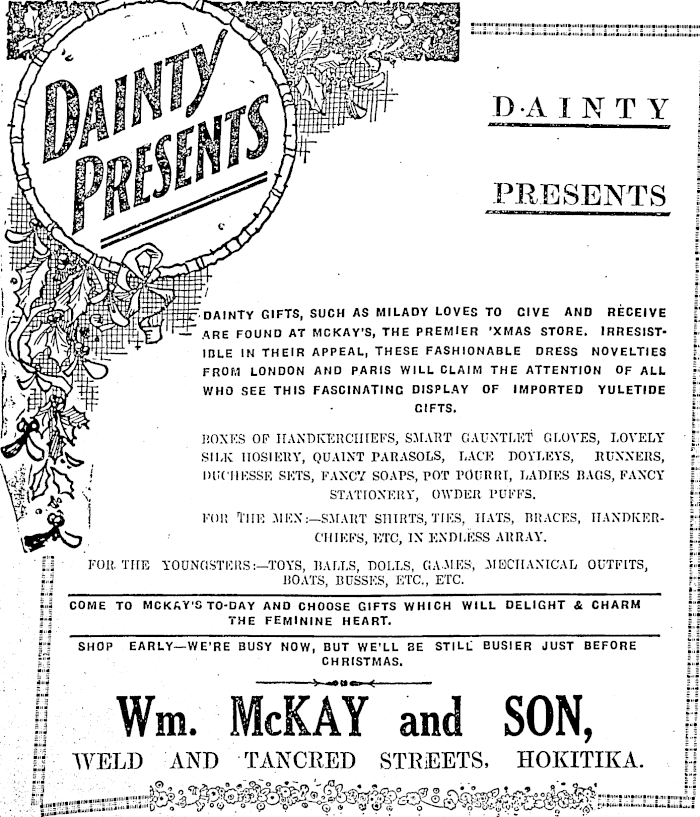 DAINTY
PRESENTS
DAINTY
PRESENTS
DAINTY GIFTS, SUCH AS MILADY LOVES TO GIVE AND RECEIVE
ARE FOUND AT MCKAY'S, THE PREMIER 'XMAS STORE. IRRESIST-
IBLE IN THEIR APPEAL, THESE FASHIONABLE DRESS NOVELTIES
FROM LONDON AND PARIS WILL CLAIM THE ATTENTION OF ALL
WHO SEE THIS FASCINATING DISPLAY OF IMPORTED YULETIDE
GIFTS.
BOXES OF HANDKERCHIEFS, SMART GAUNTLET GLOVES, LOVELY
SILK HOSIERY, QUAINT PARASOLS, LACE DOYLEYS, RUNNERS,
DUCHESSE SETS, FANCY SOAPS, POT POURRI, LADIES BAGS, FANCY
STATIONERY, OWDER PUFFS.
FOR THE MEN:—SMART SHIRTS, TIES, HATS, BRACES, HANDKER-
CHIEFS, ETC, IN ENDLESS ARRAY.
FOR THE YOUNGSTERS:—TOYS, BALLS, DOLLS, GAMES, MECHANICAL OUTFITS,
BOATS, BUSSES, ETC., ETC.
COME TO MCKAY'S TO-DAY AND CHOOSE GIFTS WHICH WILL DELIGHT & CHARM
THE FEMININE HEART.
SHOP EARLY—WE'RE BUSY NOW, BUT WE'LL BE STILL BUSIER JUST BEFORE
CHRISTMAS.
Wm. McKAY and SON,
WELD AND TANCRED STREETS, HOKITIKA.